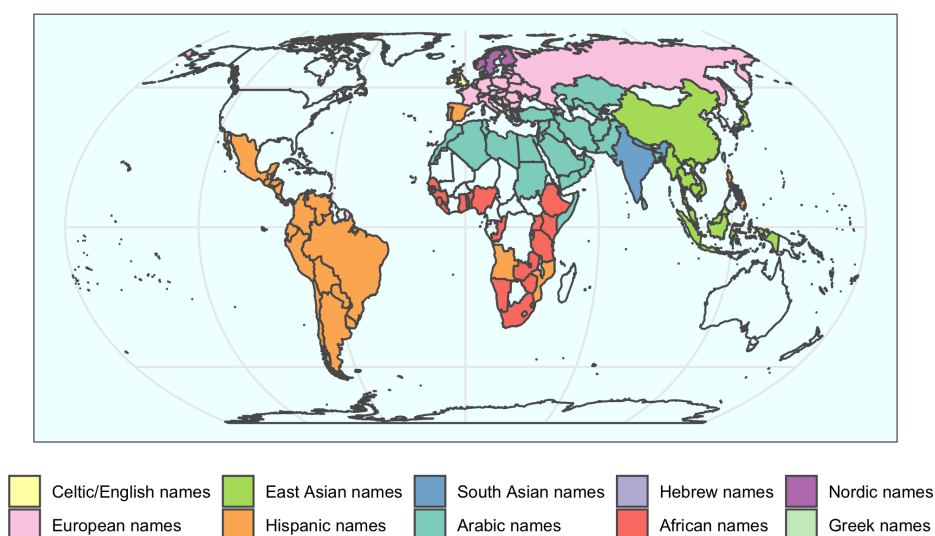 Celtic/English names East Asian names South Asian names Hebrew names Nordic names
European names Hispanic names Arabic names African names Greek names